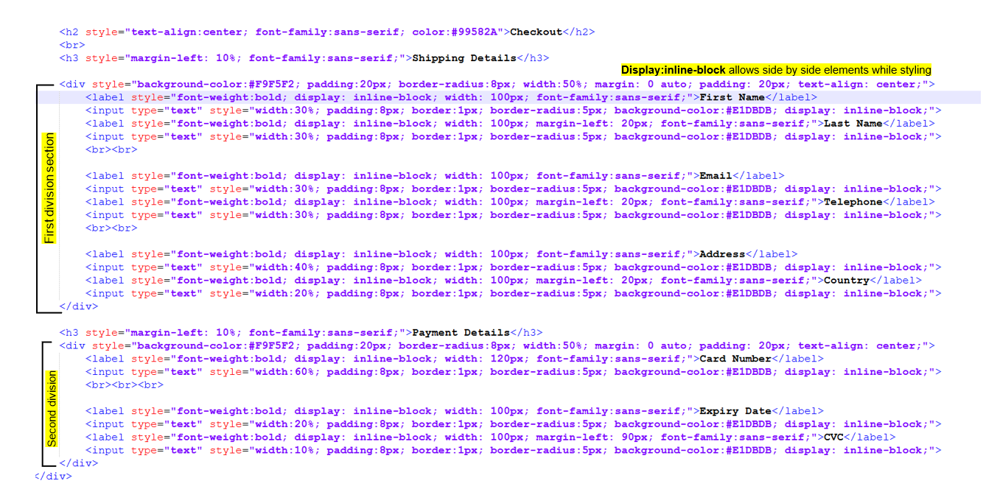 <h2 style="text-align:center; font-family:sans-serif; color:#99582A">Checkout</h2>
<br>
<h3 style="margin-left: 10%; font-family:sans-serif;">Shipping Details</h3>
Display:inline-block allows side by side elements while styling
<div style="background-color:#F9F5F2; padding:20px; border-radius:8px; width:50%; margin: 0 auto; padding: 20px; text-align: center;">
<label style="font-weight:bold; display: inline-block; width: 100px; font-family:sans-serif;">First Name</label>
<input type="text" style="width:30%; padding:8px; border:1px; border-radius:5px; background-color:#E1DBDB; display: inline-block;">
<label style="font-weight:bold; display: inline-block; width: 100px; margin-left: 20px; font-family:sans-serif;">Last Name</label>
<input type="text" style="width:30%; padding:8px; border:1px; border-radius:5px; background-color:#E1DBDB; display: inline-block;">
<br><br>
First division section
<label style="font-weight:bold; display: inline-block; width: 100px; font-family:sans-serif;">Email</label>
<input type="text" style="width:30%; padding:8px; border:1px; border-radius:5px; background-color:#E1DBDB; display: inline-block;">
<label style="font-weight:bold; display: inline-block; width: 100px; margin-left: 20px; font-family:sans-serif;">Telephone</label>
<input type="text" style="width:30%; padding:8px; border:1px; border-radius:5px; background-color:#E1DBDB; display: inline-block;">
<br><br>
<label style="font-weight:bold; display: inline-block; width: 100px; font-family:sans-serif;">Address</label>
<input type="text" style="width:40%; padding:8px; border:1px; border-radius:5px; background-color:#E1DBDB; display: inline-block;">
<label style="font-weight:bold; display: inline-block; width: 100px; margin-left: 20px; font-family:sans-serif;">Country</label>
<input type="text" style="width:20%; padding:8px; border:1px; border-radius:5px; background-color:#E1DBDB; display: inline-block;">
</div>
<h3 style="margin-left: 10%; font-family:sans-serif;">Payment Details</h3>
<div style="background-color:#F9F5F2; padding:20px; border-radius:8px; width:50%; margin: 0 auto; padding: 20px; text-align: center;">
<label style="font-weight:bold; display: inline-block; width: 120px; font-family:sans-serif;">Card Number</label>
<input type="text" style="width:60%; padding:8px; border:1px; border-radius:5px; background-color:#E1DBDB; display: inline-block;">
<br><br><br>
Second division
<label style="font-weight:bold; display: inline-block; width: 100px; font-family:sans-serif;">Expiry Date</label>
<input type="text" style="width:20%; padding:8px; border:1px; border-radius:5px; background-color:#E1DBDB; display: inline-block;">
<label style="font-weight:bold; display: inline-block; width: 100px; margin-left: 90px; font-family:sans-serif;">CVC</label>
<input type="text" style="width:10%; padding:8px; border:1px; border-radius:5px; background-color:#E1DBDB; display: inline-block;">
</div>
</div>